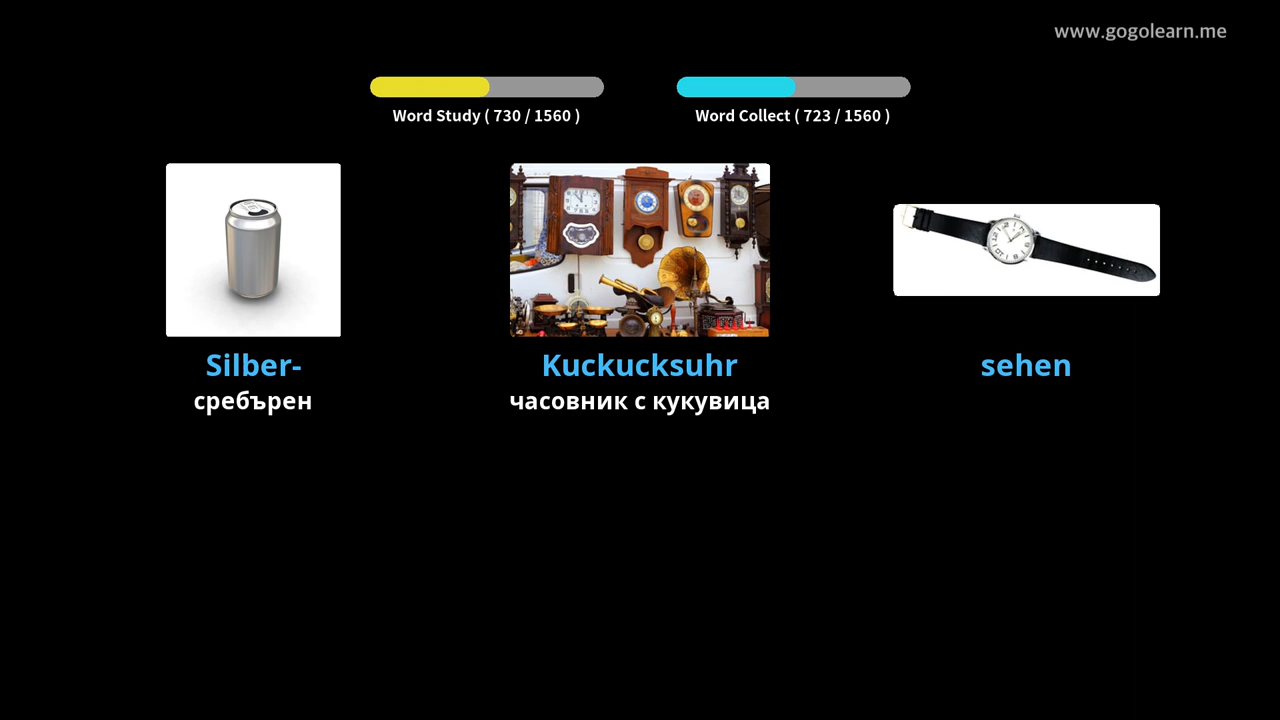 www.gogolearn.me
Word Study ( 730 / 1560 )
Word Collect ( 723 / 1560 )
Silber-
Kuckucksuhr
sehen
сребърен
часовник с кукувица